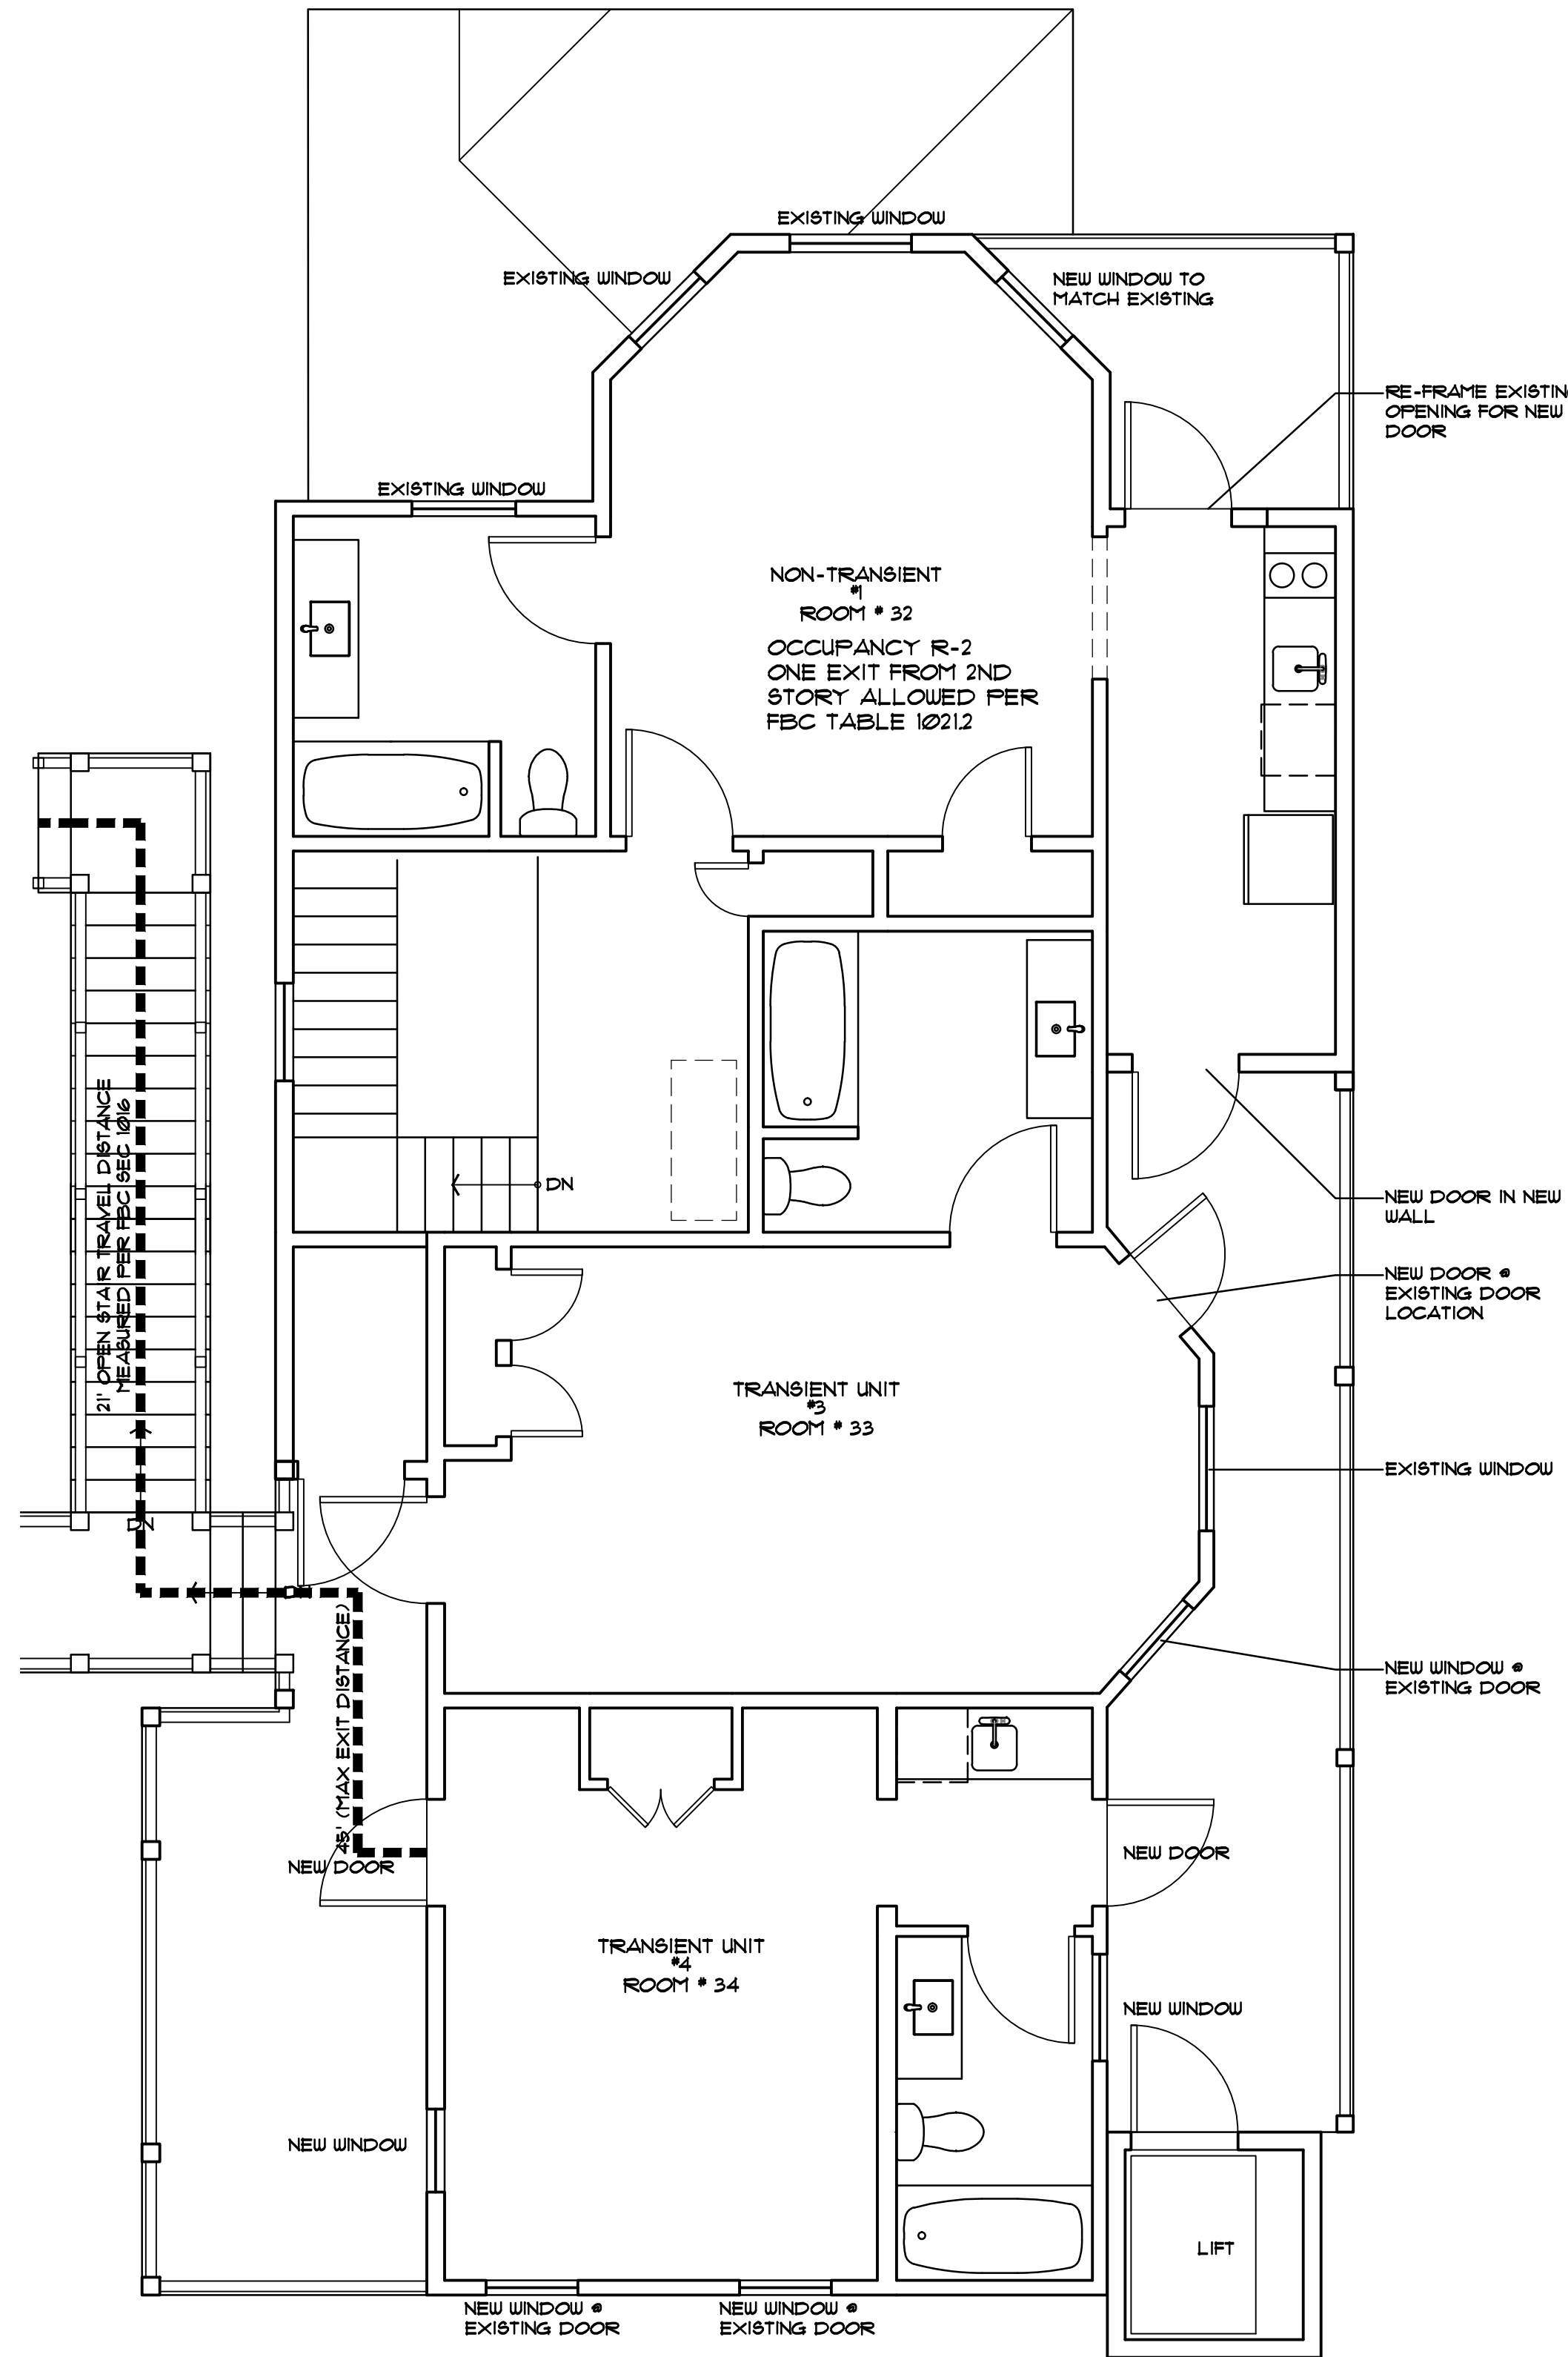 EXISTING WINDOW
EXISTING WINDOW
NEW WINDOW TO
MATCH EXISTING
RE-FRAME EXISTING
OPENING FOR NEW
DOOR
EXISTING WINDOW
NON-TRANSIENT
#1
ROOM # 32
OCCUPANCY R-2
ONE EXIT FROM 2ND
STORY ALLOWED PER
FBC TABLE 1021.2
21' OPEN STAIR TRAVEL DISTANCE
MEASURED PER FBC SEC 1016
DN
NEW DOOR IN NEW
WALL
NEW DOOR @
EXISTING DOOR
LOCATION
TRANSIENT UNIT
#3
ROOM # 33
EXISTING WINDOW
DN
45' (MAX EXIT DISTANCE)
NEW WINDOW @
EXISTING DOOR
NEW DOOR
NEW DOOR
TRANSIENT UNIT
#4
ROOM # 34
NEW WINDOW
NEW WINDOW
LIFT
NEW WINDOW @
EXISTING DOOR
NEW WINDOW @
EXISTING DOOR